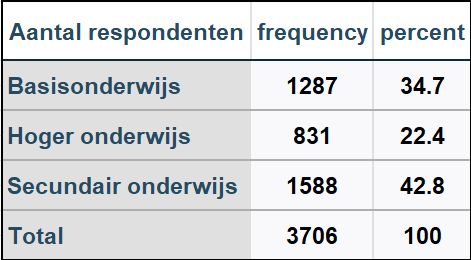 Aantal respondenten frequency percent
Basisonderwijs 1287 34.7
Hoger onderwijs 831 22.4
Secundair onderwijs 1588 42.8
Total 3706 100